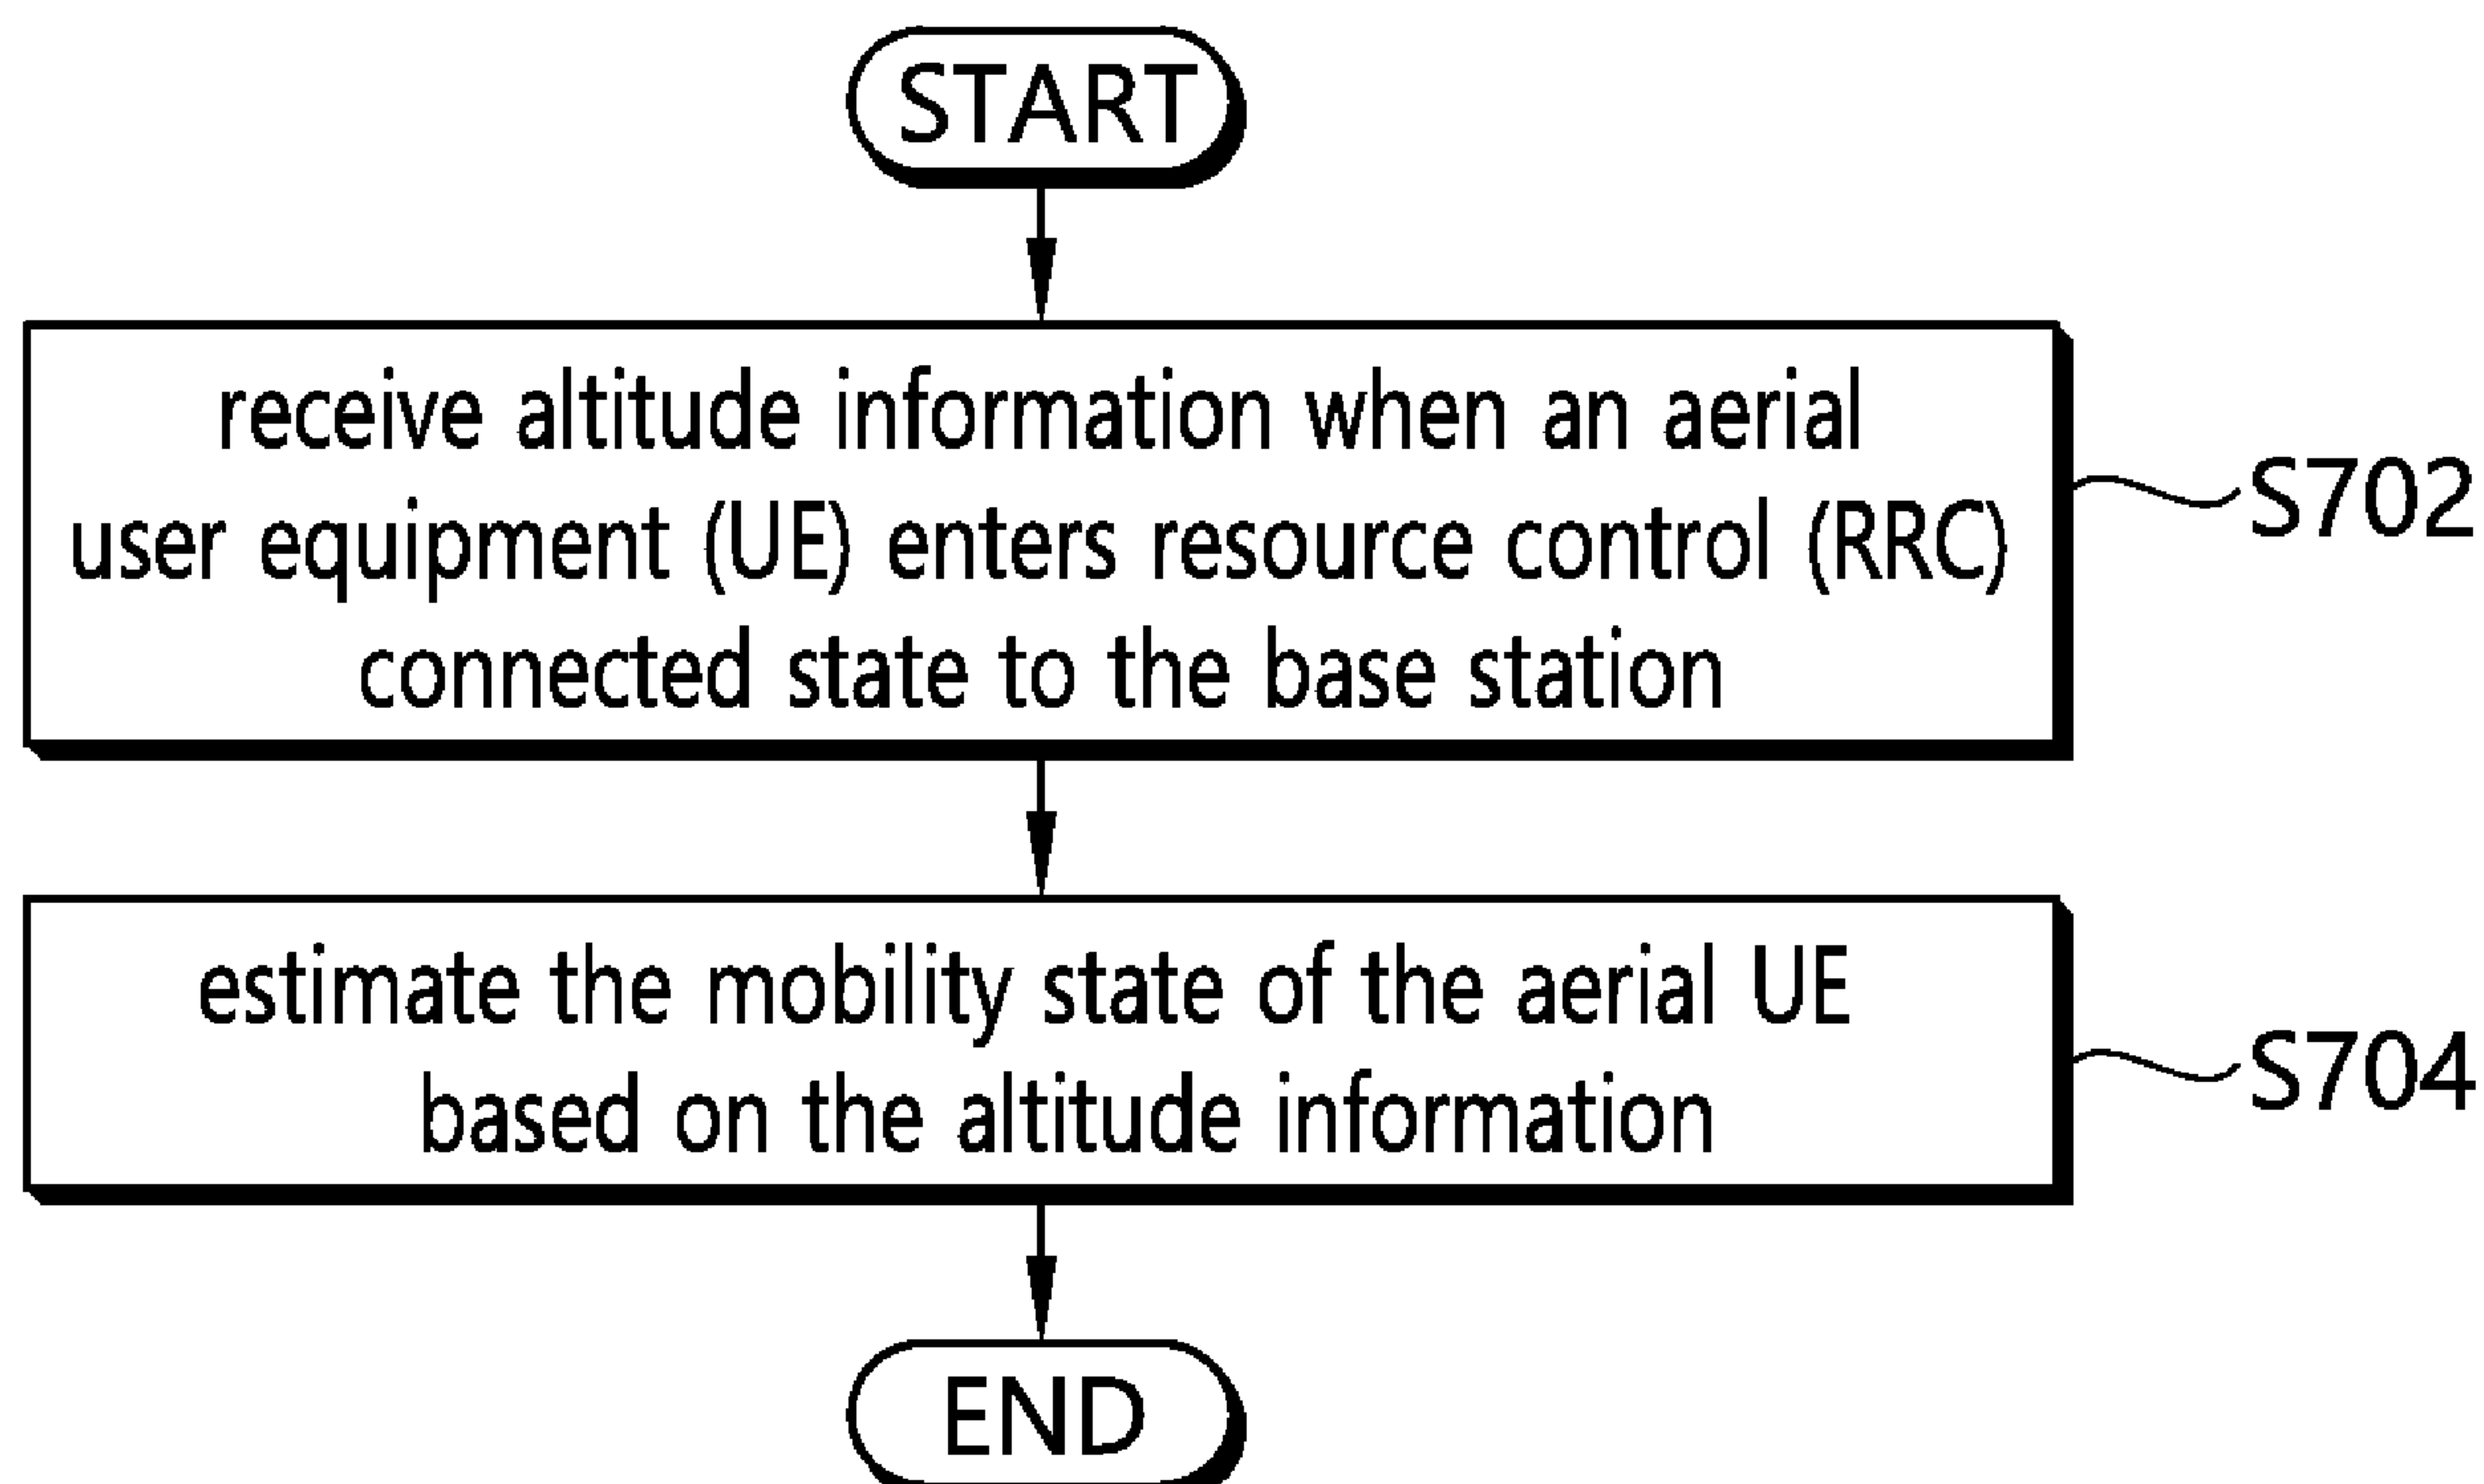 START
receive altitude information when an aerial
user equipment (UE) enters resource control (RRC)
connected state to the base station
S702
estimate the mobility state of the aerial UE
based on the altitude information
S704
END